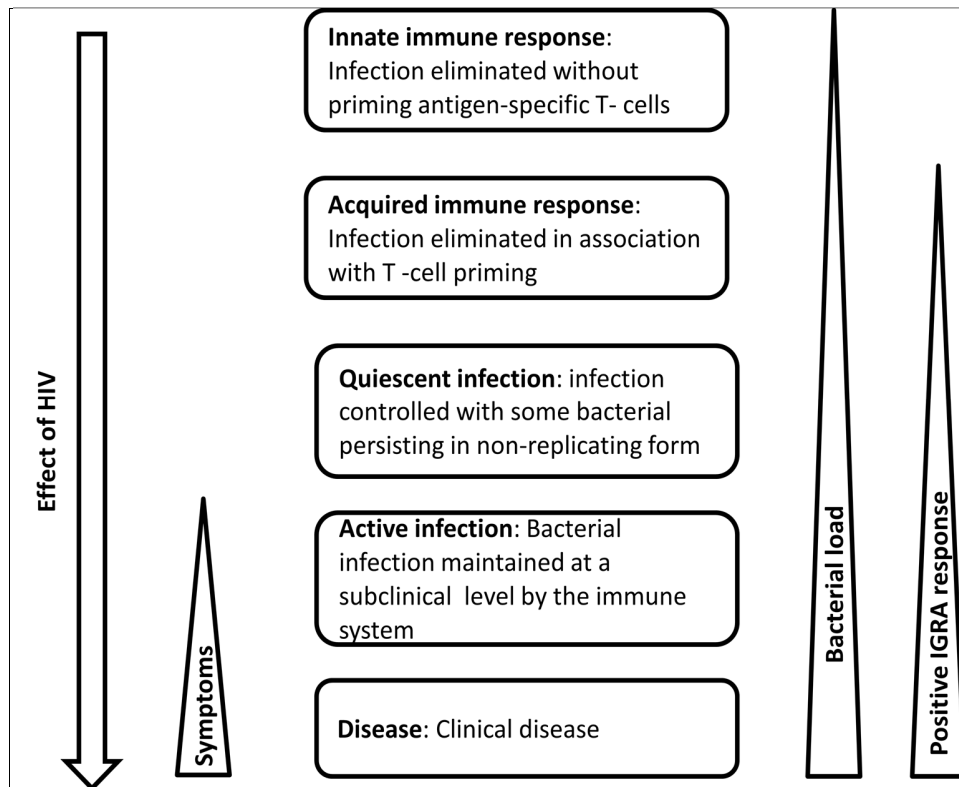 Innate immune response:
Infection eliminated without
priming antigen-specific T- cells
Acquired immune response:
Infection eliminated in association
with T -cell priming
Quiescent infection: infection
controlled with some bacterial
persisting in non-replicating form
Active infection: Bacterial
infection maintained at a
subclinical level by the immune
system
Disease: Clinical disease
Effect of HIV
Symptoms
Bacterial load
Positive IGRA response